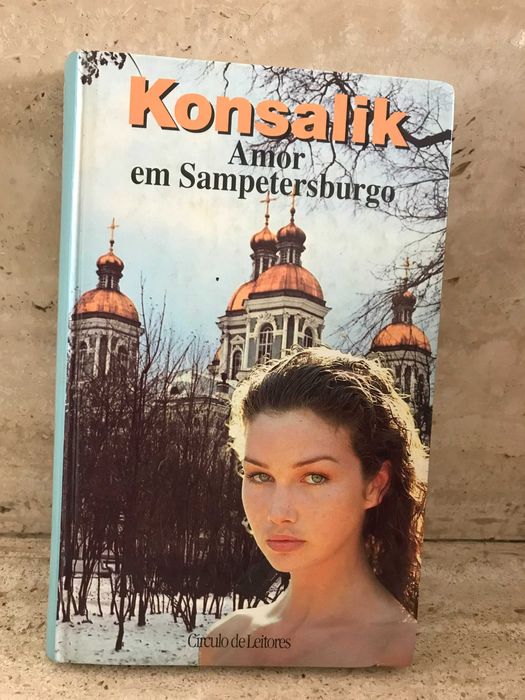 Konsalik
Amor
em Sampetersburgo
Círculo de Leitores